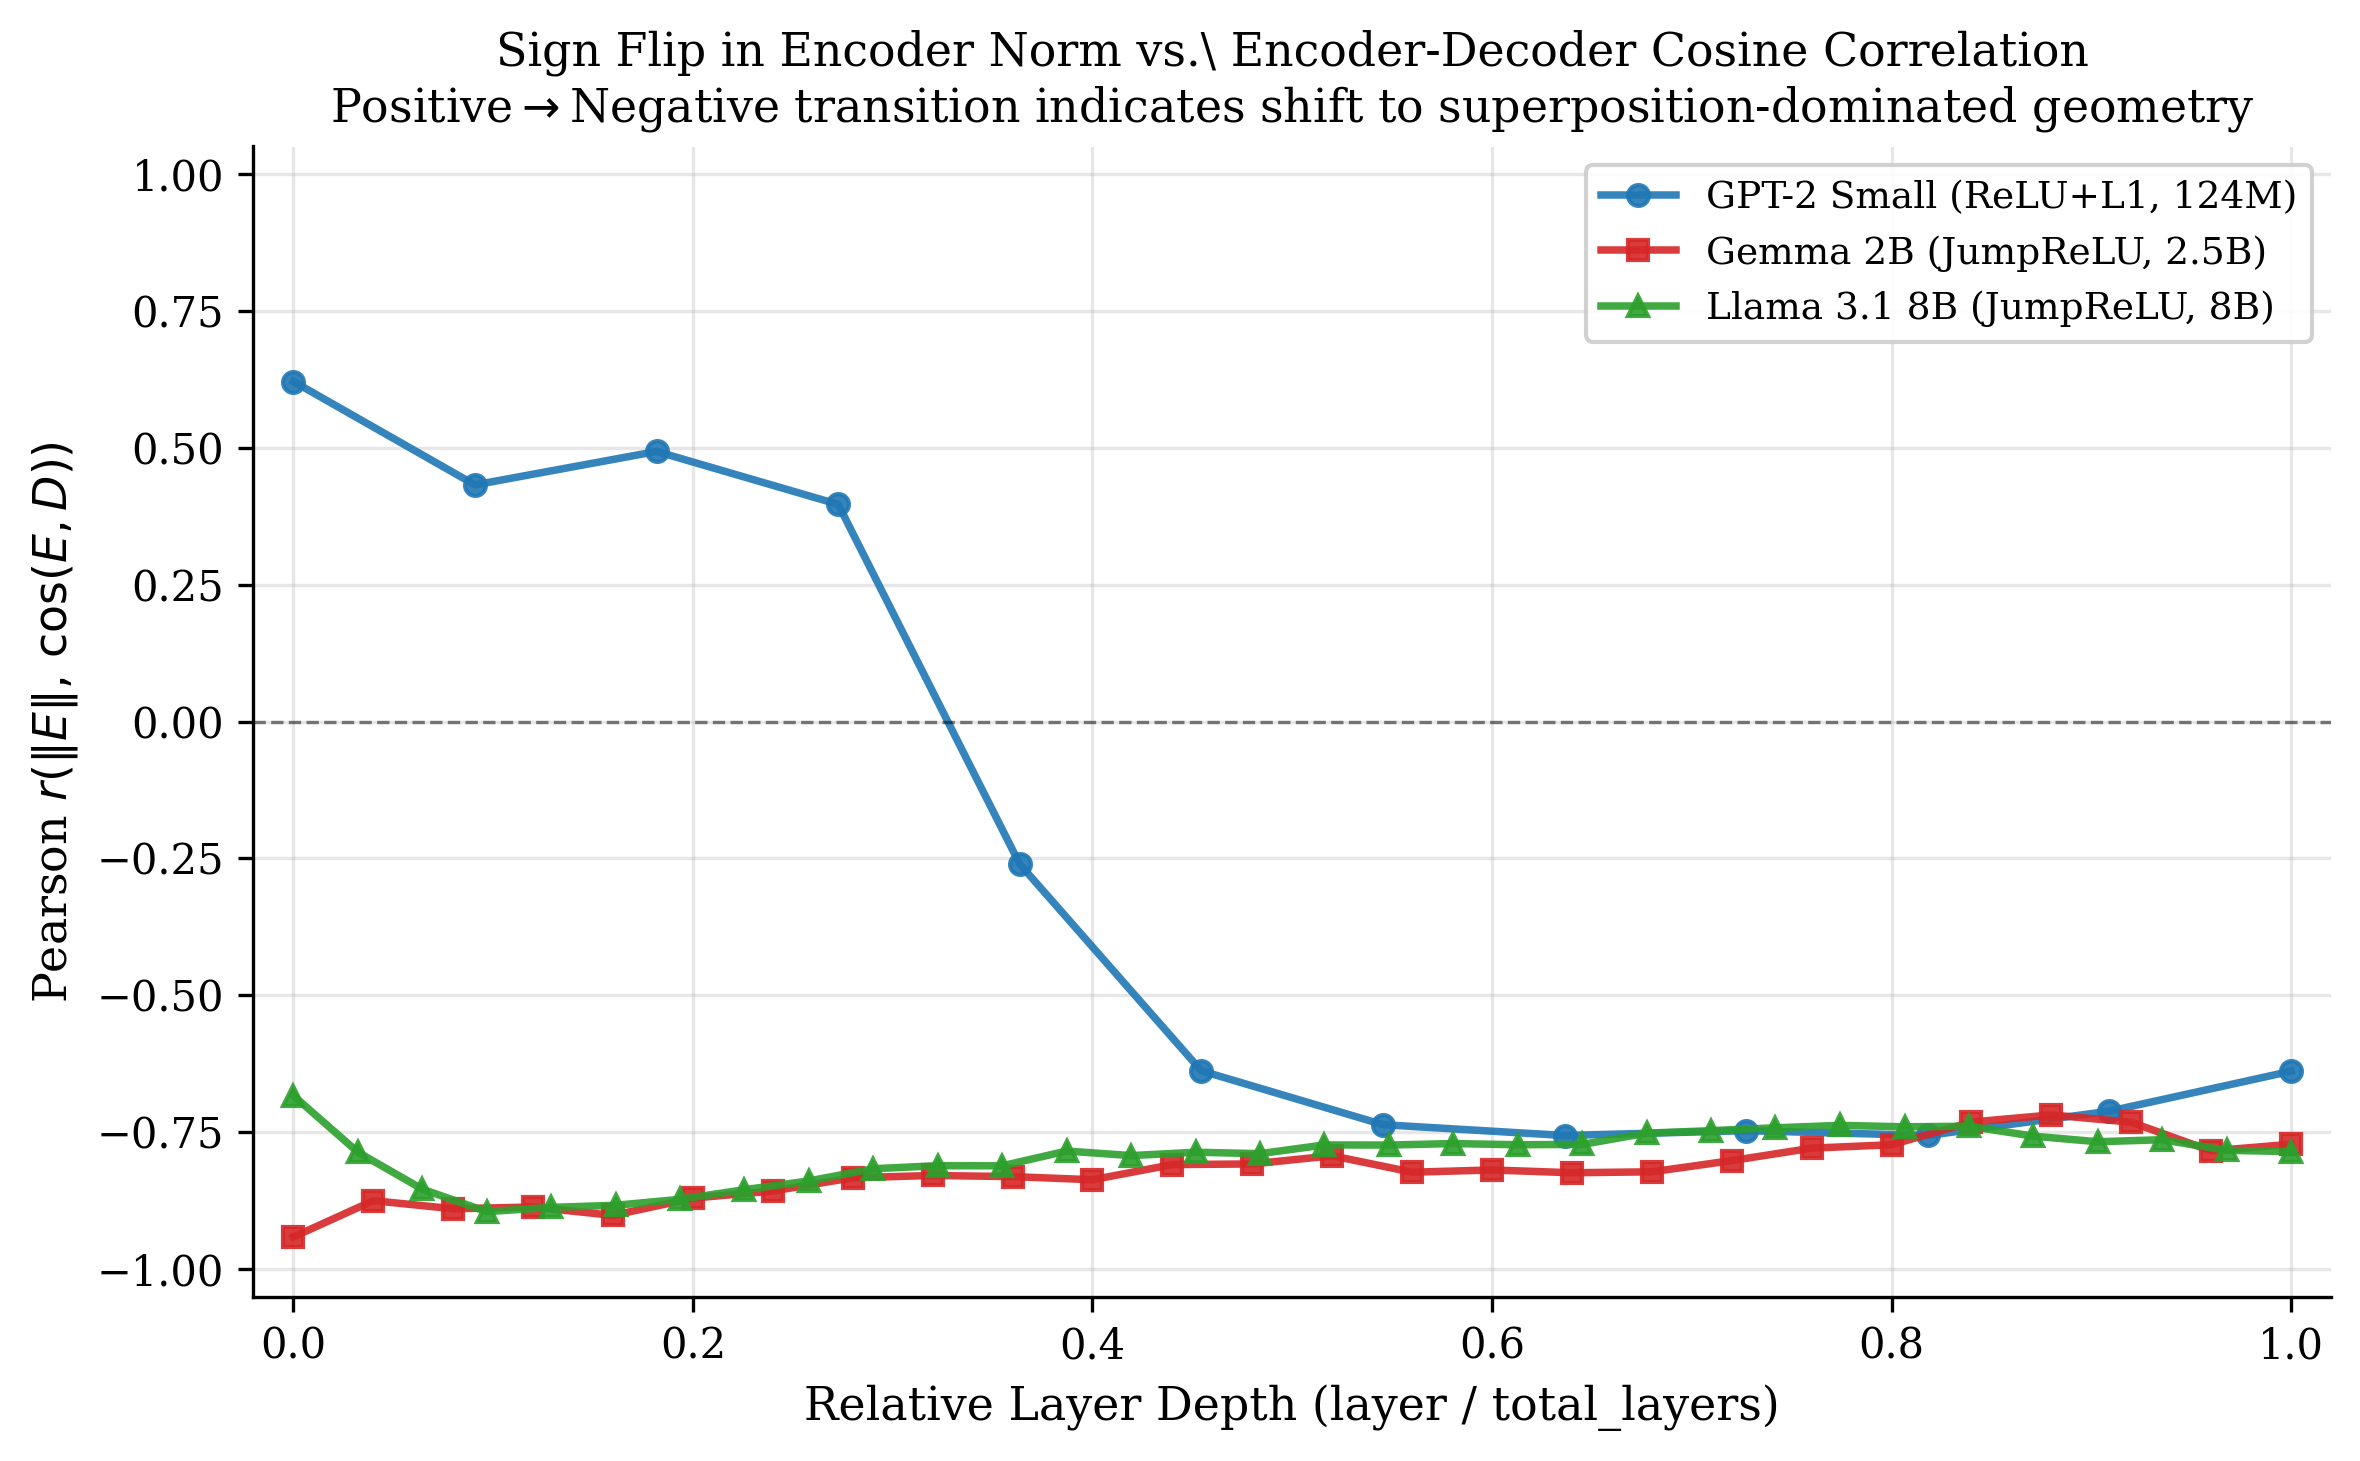 Sign Flip in Encoder Norm vs.\ Encoder-Decoder Cosine Correlation
Positive→Negative transition indicates shift to superposition-dominated geometry
GPT-2 Small (ReLU+L1, 124M)
Gemma 2B (JumpReLU, 2.5B)
Llama 3.1 8B (JumpReLU, 8B)
Pearson r(‖E‖, cos(E, D))
1.00
0.75
0.50
0.25
0.00
−0.25
−0.50
−0.75
−1.00
0.0 0.2 0.4 0.6 0.8 1.0
Relative Layer Depth (layer / total_layers)